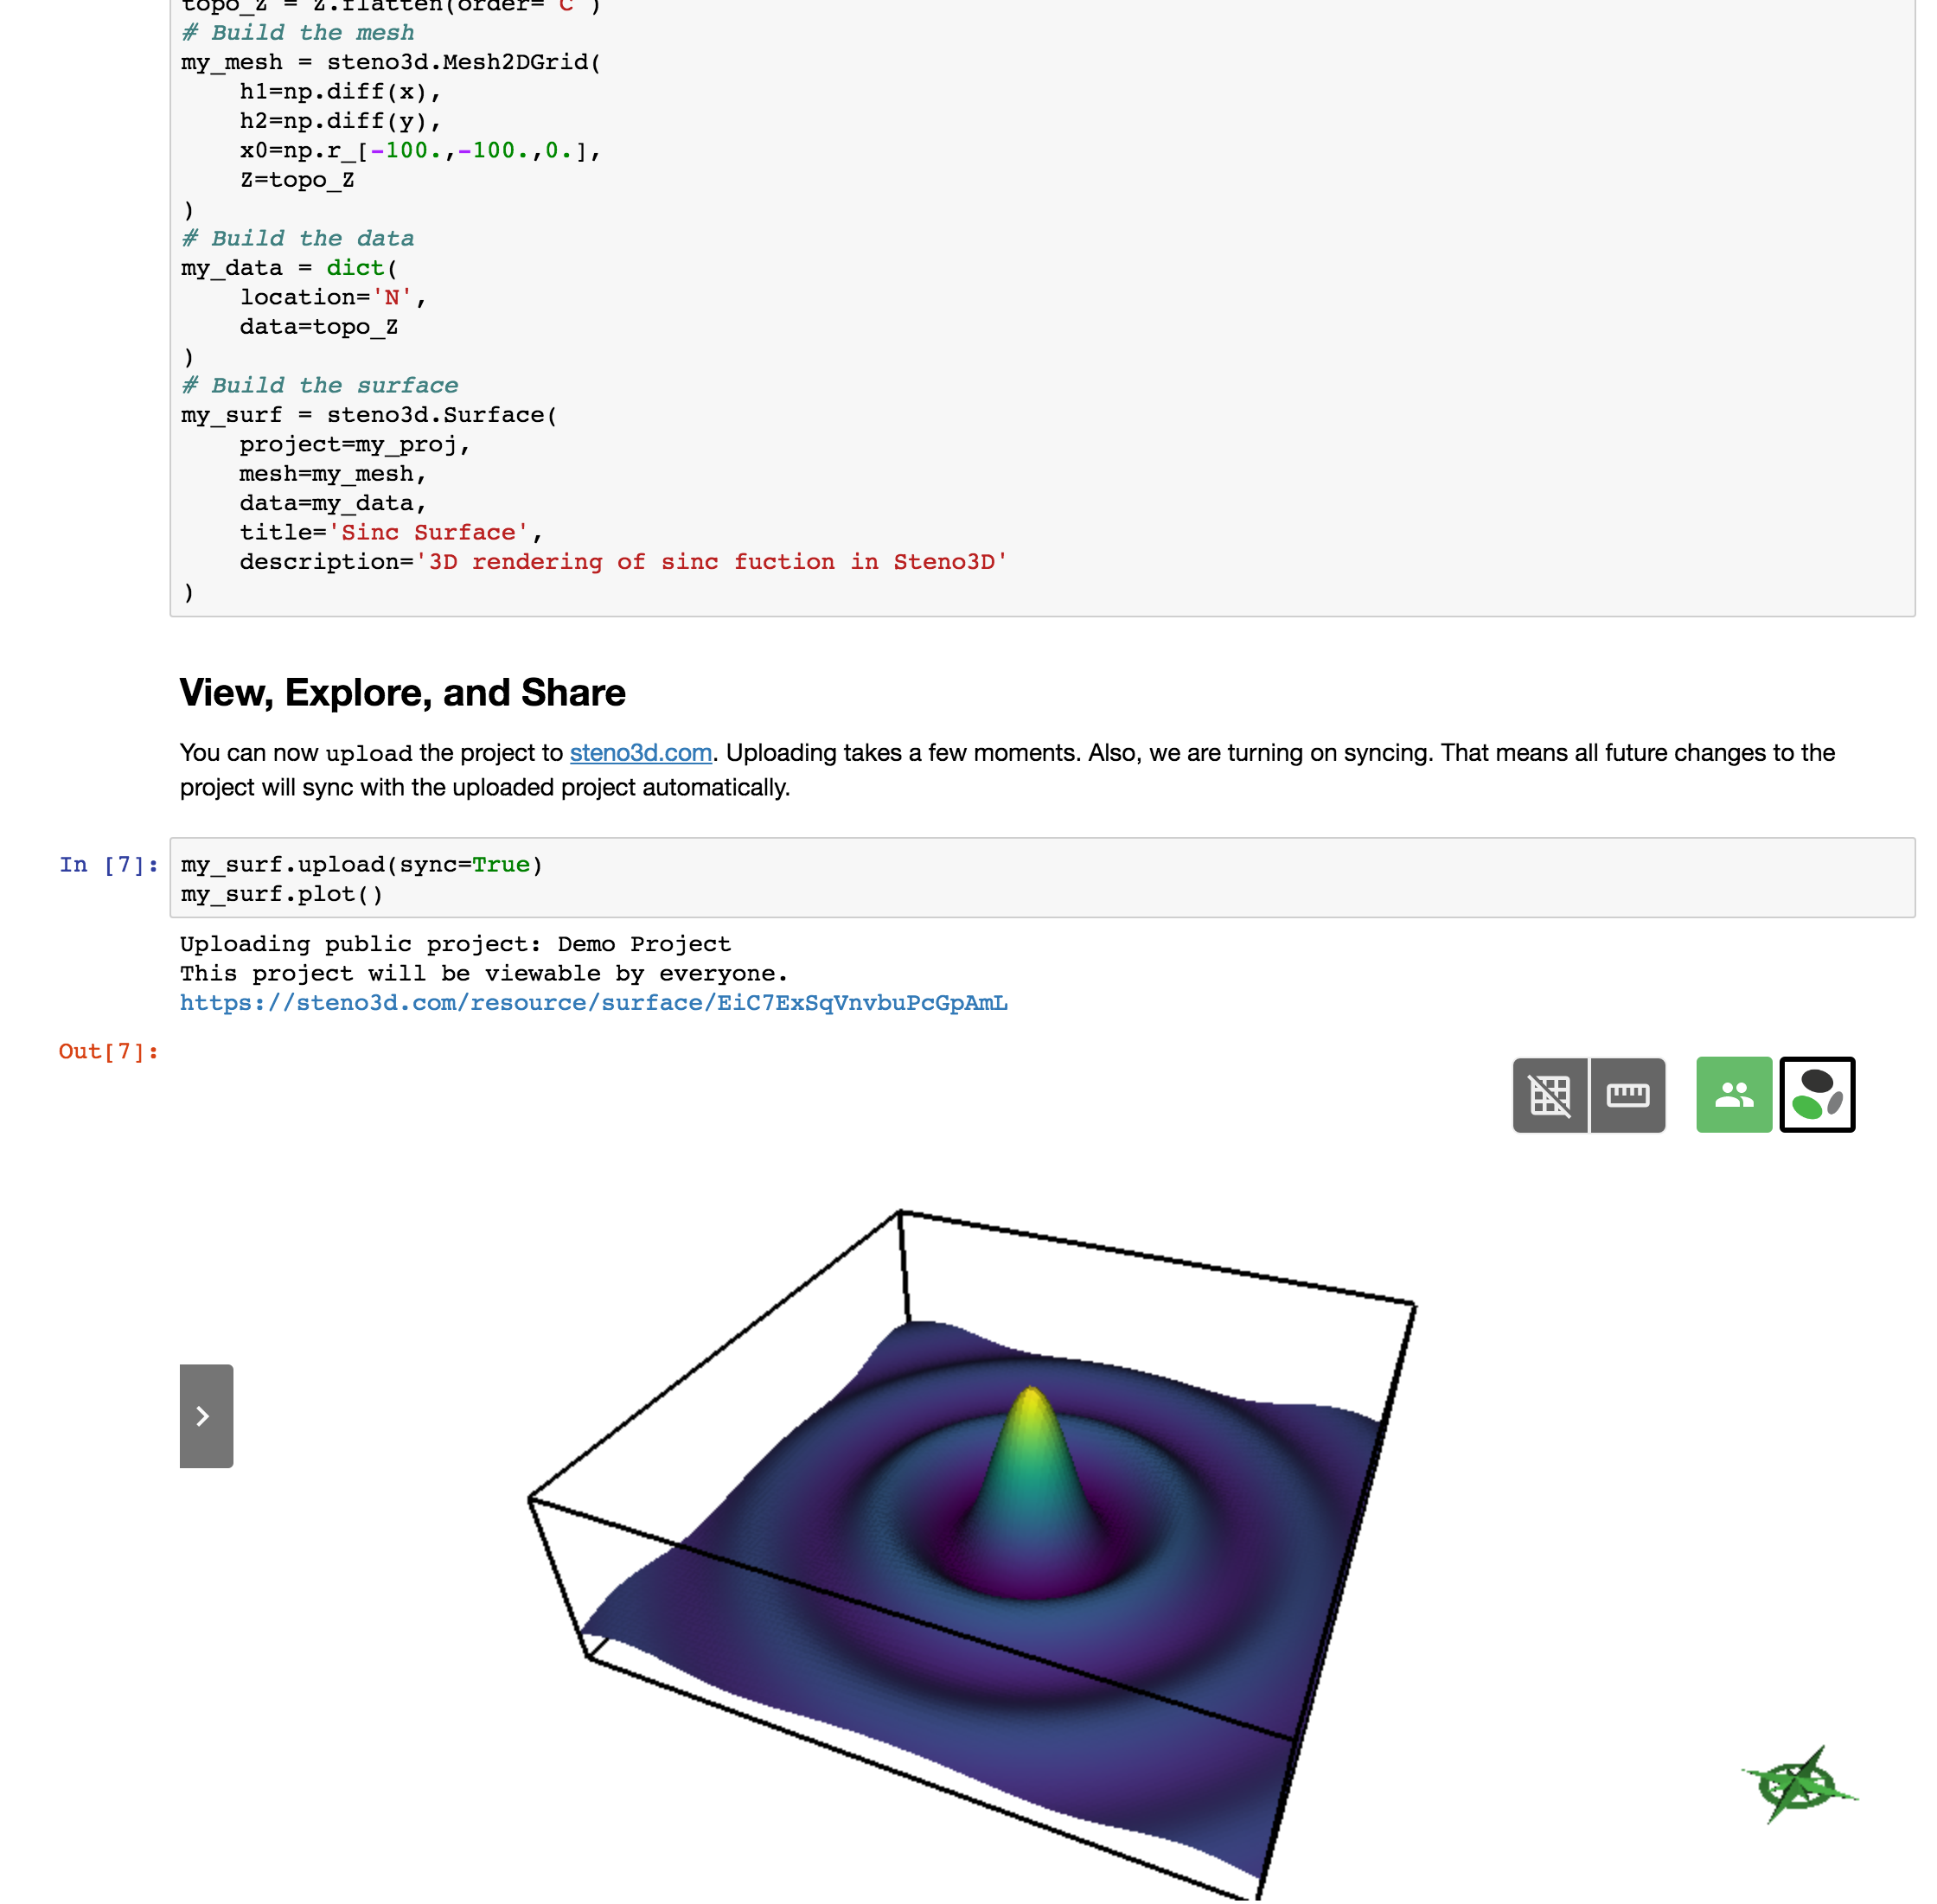 topo_Z = Z.flatten(order='C')
# Build the mesh
my_mesh = steno3d.Mesh2DGrid(
    h1=np.diff(x),
    h2=np.diff(y),
    x0=np.r_[-100.,-100.,0.],
    Z=topo_Z
)
# Build the data
my_data = dict(
    location='N',
    data=topo_Z
)
# Build the surface
my_surf = steno3d.Surface(
    project=my_proj,
    mesh=my_mesh,
    data=my_data,
    title='Sinc Surface',
    description='3D rendering of sinc fuction in Steno3D'
)
View, Explore, and Share
You can now upload the project to steno3d.com. Uploading takes a few moments. Also, we are turning on syncing. That means all future changes to the
project will sync with the uploaded project automatically.
In [7]: my_surf.upload(sync=True)
my_surf.plot()
Uploading public project: Demo Project
This project will be viewable by everyone.
https://steno3d.com/resource/surface/EiC7ExSqVnvbuPcGpAmL
Out[7]: